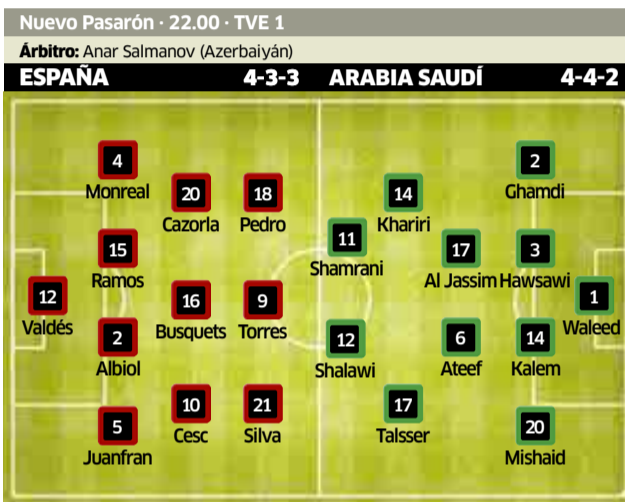 Nuevo Pasarón · 22.00 · TVE 1
Árbitro: Anar Salmanov (Azerbaiyán)
ESPAÑA 4-3-3 ARABIA SAUDÍ 4-4-2
12
Valdés
4
Monreal
15
Ramos
2
Albiol
5
Juanfran
20
Cazorla
16
Busquets
10
Cesc
18
Pedro
9
Torres
21
Silva
11
Shamrani
12
Shalawi
14
Khariri
17
Al Jassim
6
Ateef
17
Talsser
2
Ghamdi
3
Hawsawi
14
Kalem
20
Mishaid
1
Waleed